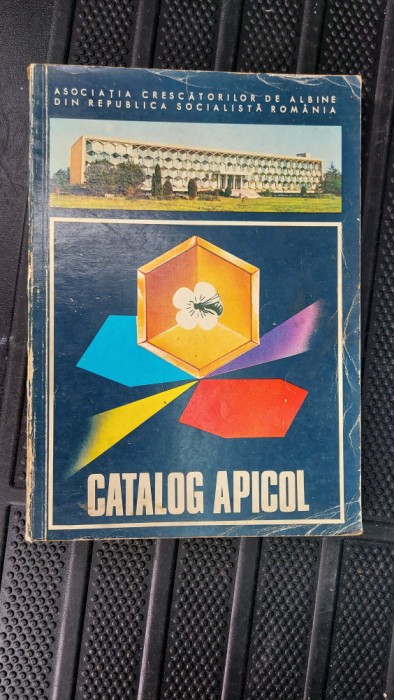 ASOCIAȚIA CRESCĂTORILOR DE ALBINE
DIN REPUBLICA SOCIALISTĂ ROMÂNIA
CATALOG APICOL